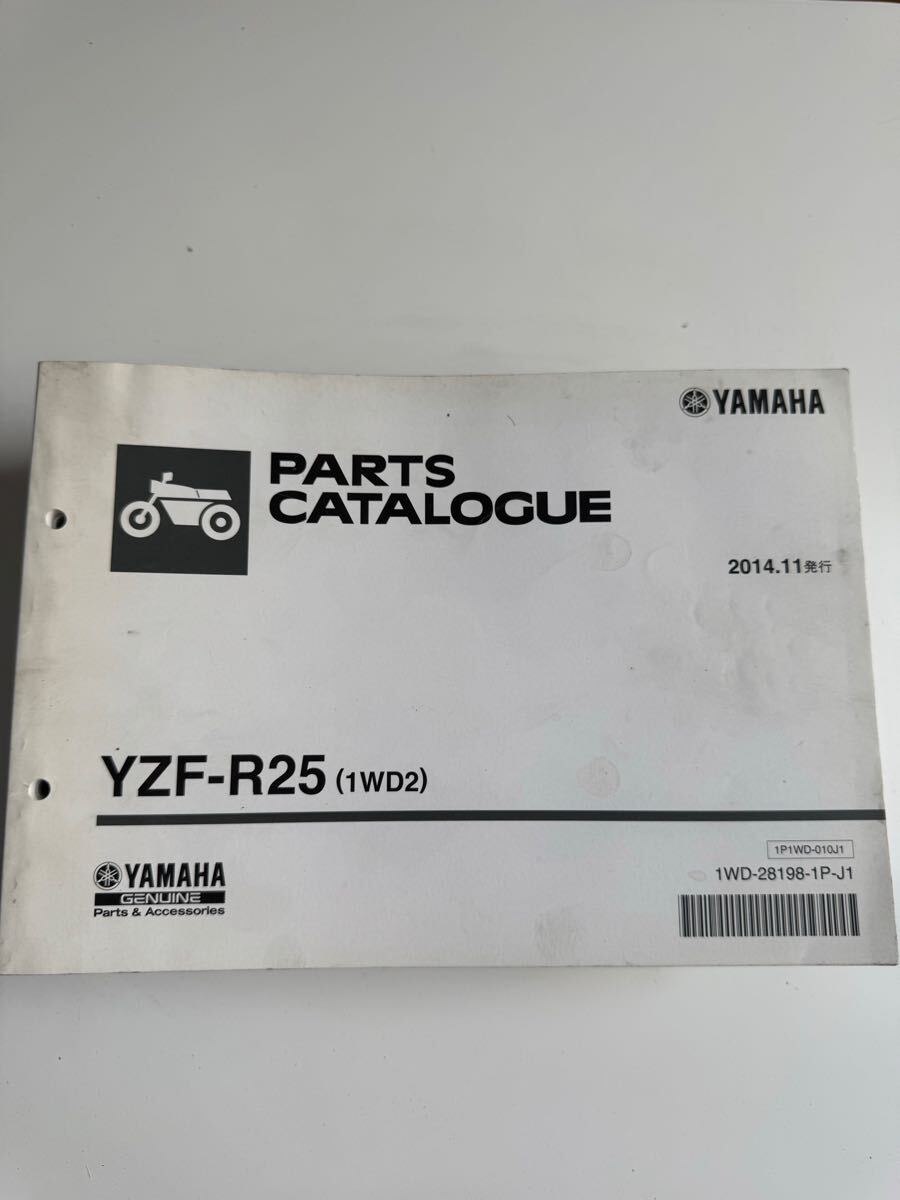 YAMAHA
PARTS
CATALOGUE
2014.11発行
YZF-R25 (1WD2)
1P1WD-010J1
1WD-28198-1P-J1
YAMAHA
GENUINE
Parts & Accessories